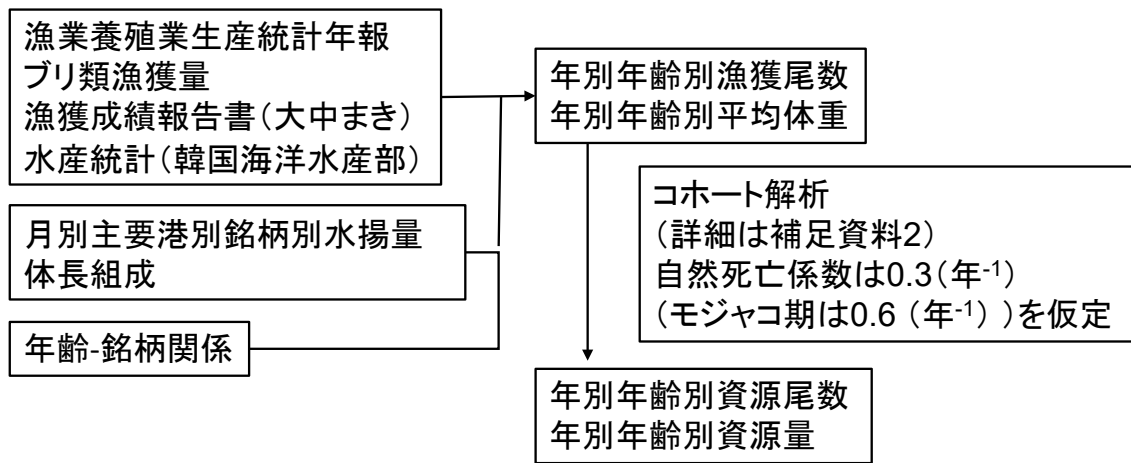 漁業養殖業生産統計年報
ブリ類漁獲量
漁獲成績報告書（大中まき）
水産統計（韓国海洋水産部）
月別主要港別銘柄別水揚量
体長組成
年齢-銘柄関係
年別年齢別漁獲尾数
年別年齢別平均体重
コホート解析
（詳細は補足資料2）
自然死亡係数は0.3（年-1）
（モジャコ期は0.6（年-1））を仮定
年別年齢別資源尾数
年別年齢別資源量